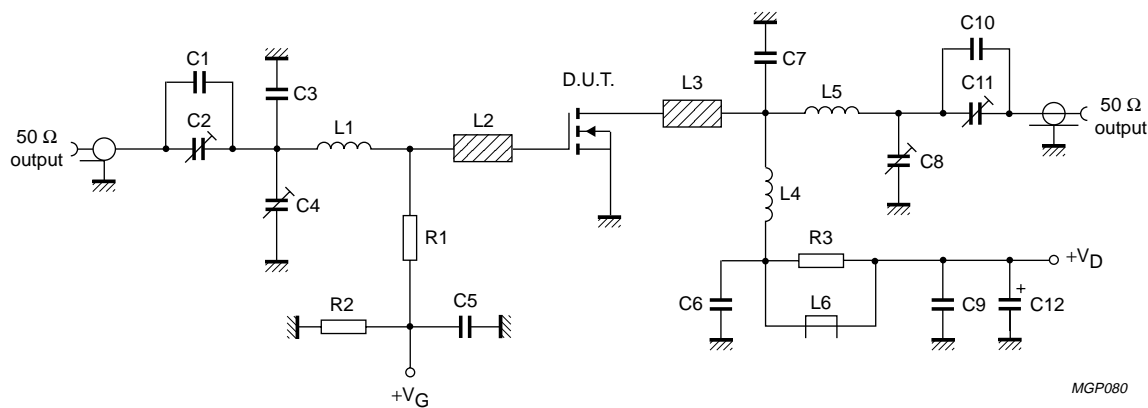 C10
C1
C7
D.U.T.
L3
L5
C11
50 Ω
output
C3
50 Ω
output
C2
L1
L2
C8
C4
L4
R1
R3
+VD
R2
C5
C6
L6
C9
+
C12
+VG
MGP080